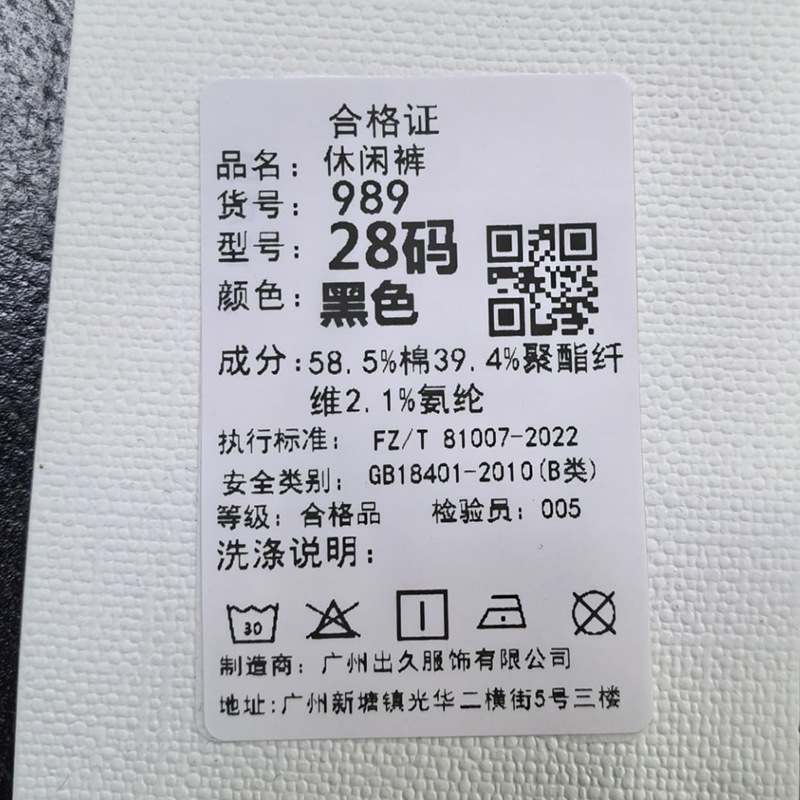 合格证
品名：休闲裤
货号：989
型号：28码
颜色：黑色
成分:58.5%棉39.4%聚酯纤
维2.1%氨纶
执行标准：FZ/T 81007-2022
安全类别：GB18401-2010(B类)
等级：合格品 检验员：005
洗涤说明：
30
制造商：广州出久服饰有限公司
地址:广州新塘镇光华二横街5号三楼